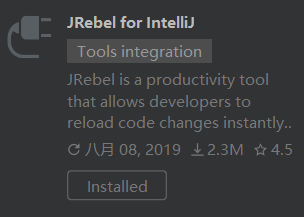 JRebel for IntelliJ
Tools integration
JRebel is a productivity tool
that allows developers to
reload code changes instantly..
八月 08, 2019 2.3M 4.5
Installed